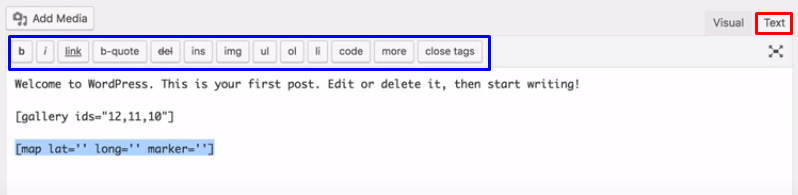 Add Media
Visual Text
b i link b-quote del ins img ul ol li code more close tags
Welcome to WordPress. This is your first post. Edit or delete it, then start writing!
[gallery ids="12,11,10"]
[map lat='' long='' marker='']